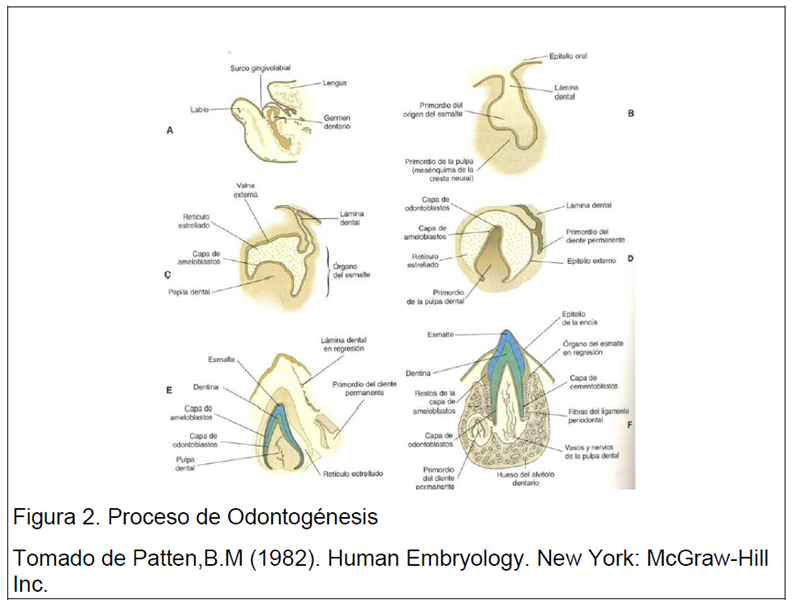 Surco gingivolabial
Lengua
Labio
Germen
dentario
A
Epitelio oral
Lámina
dental
Primordio del
origen del esmalte
B
Primordio de la pulpa
(mesénquima de la
cresta neural)
Vaina
externa
Retículo
estrellado
Lámina
dental
Capa de
ameloblastos
Órgano
del esmalte
C
Papila dental
Capa de
odontoblastos
Lámina dental
Capa de
ameloblastos
Primordio del
diente permanente
Retículo
estrellado
Epitelio externo
D
Primordio
de la pulpa dental
Lámina dental
en regresión
Esmalte
Dentina
Primordio del diente
permanente
E
Capa de
ameloblastos
Capa de
odontoblastos
Pulpa
dental
Retículo estrellado
Esmalte
Epitelio
de la encía
Órgano del esmalte
en regresión
Dentina
Capa de
cementoblastos
Restos de la
capa de
ameloblastos
Fibras del ligamento
periodontal
F
Capa de
odontoblastos
Vasos y nervios
de la pulpa dental
Primordio
del diente
permanente
Hueso del alvéolo
dentario
Figura 2. Proceso de Odontogénesis
Tomado de Patten,B.M (1982). Human Embryology. New York: McGraw-Hill
Inc.